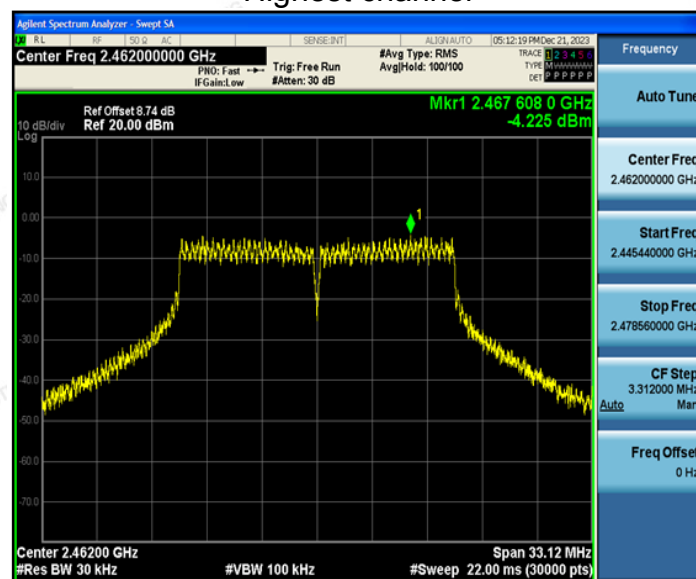 Highest channel
Agilent Spectrum Analyzer - Swept SA
RL RF 50 Ω AC SENSE:INT ALIGN AUTO 05:12:19 PM Dec 21, 2023
Center Freq 2.462000000 GHz
PNO: Fast
IFGain:Low
Trig: Free Run
#Atten: 30 dB
#Avg Type: RMS
Avg|Hold: 100/100
TRACE 1 2 3 4 5 6
TYPE M
DET P P P P P P
Frequency
Mkr1 2.467 608 0 GHz
-4.225 dBm
Ref Offset 8.74 dB
Ref 20.00 dBm
10 dB/div
Log
10.0
0.00
-10.0
-20.0
-30.0
-40.0
-50.0
-60.0
-70.0
1
Auto Tune
Center Freq
2.462000000 GHz
Start Freq
2.445440000 GHz
Stop Freq
2.478560000 GHz
CF Step
3.312000 MHz
Auto Man
Freq Offset
0 Hz
Center 2.46200 GHz Span 33.12 MHz
#Res BW 30 kHz #VBW 100 kHz #Sweep 22.00 ms (30000 pts)